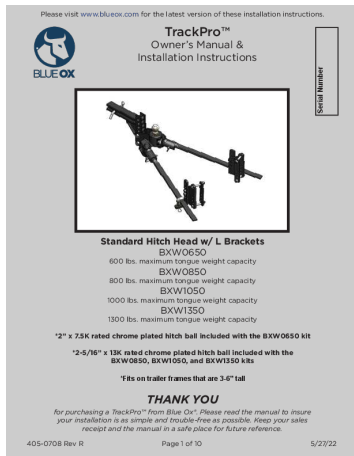 Please visit www.blueox.com for the latest version of these installation instructions.
BLUE OX
TrackPro™
Owner's Manual &
Installation Instructions
Serial Number
Standard Hitch Head w/ L Brackets
BXW0650
600 lbs. maximum tongue weight capacity
BXW0850
800 lbs. maximum tongue weight capacity
BXW1050
1000 lbs. maximum tongue weight capacity
BXW1350
1300 lbs. maximum tongue weight capacity
*2" x 7.5K rated chrome plated hitch ball included with the BXW0650 kit
*2-5/16" x 13K rated chrome plated hitch ball included with the
BXW0850, BXW1050, and BXW1350 kits
*Fits on trailer frames that are 3-6" tall
THANK YOU
for purchasing a TrackPro™ from Blue Ox®. Please read the manual to insure
your installation is as simple and trouble-free as possible. Keep your sales
receipt and the manual in a safe place for future reference.
405-0708 Rev R
Page 1 of 10
5/27/22